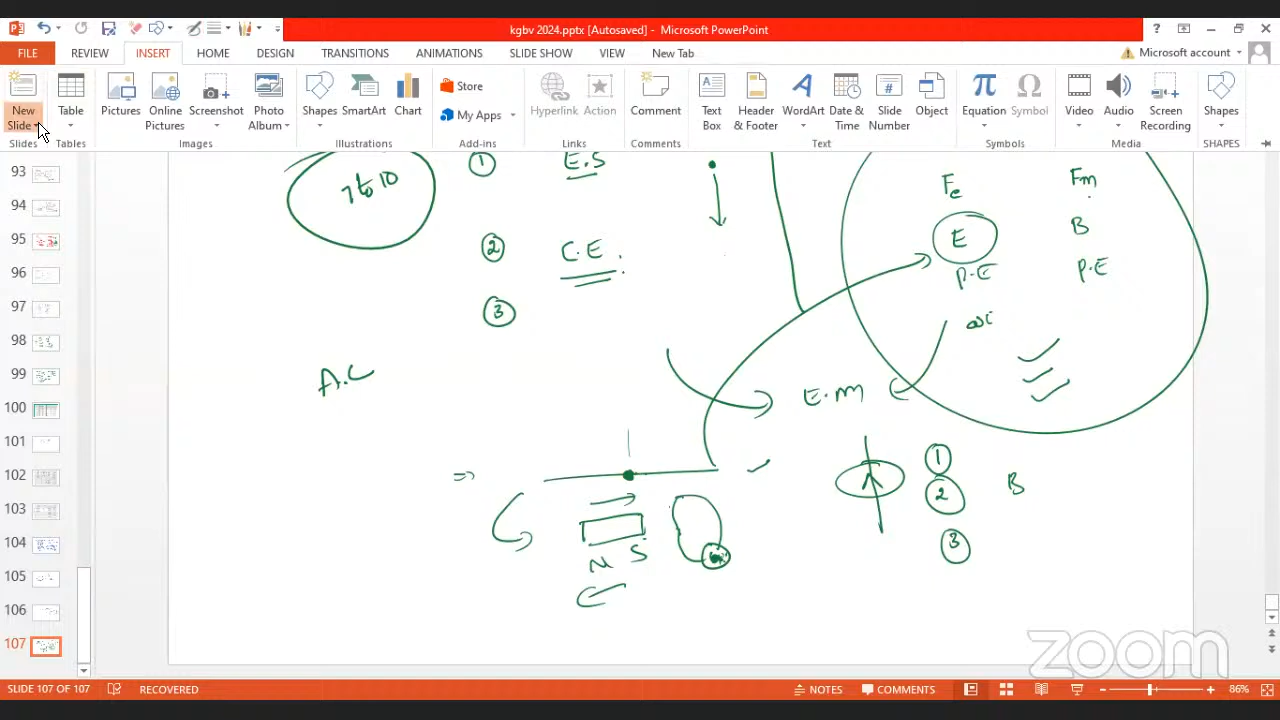 kgbv 2024.pptx [Autosaved] - Microsoft PowerPoint
FILE REVIEW INSERT HOME DESIGN TRANSITIONS ANIMATIONS SLIDE SHOW VIEW New Tab Microsoft account
New Slide Table Pictures Online Pictures Screenshot Photo Album Shapes SmartArt Chart Store My Apps Hyperlink Action Comment Text Box Header & Footer WordArt Date & Time Slide Number Object Equation Symbol Video Audio Screen Recording Shapes
Slides Tables Images Illustrations Add-ins Links Comments Text Symbols Media SHAPES
93
94
95
96
97
98
99
100
101
102
103
104
105
106
107
7 to 10
1 E.S
2 C.E.
3
A.C
Fe Fm
E B
P.E P.E
E.m
1
2 B
3
N S
zoom
SLIDE 107 OF 107 RECOVERED NOTES COMMENTS 86%